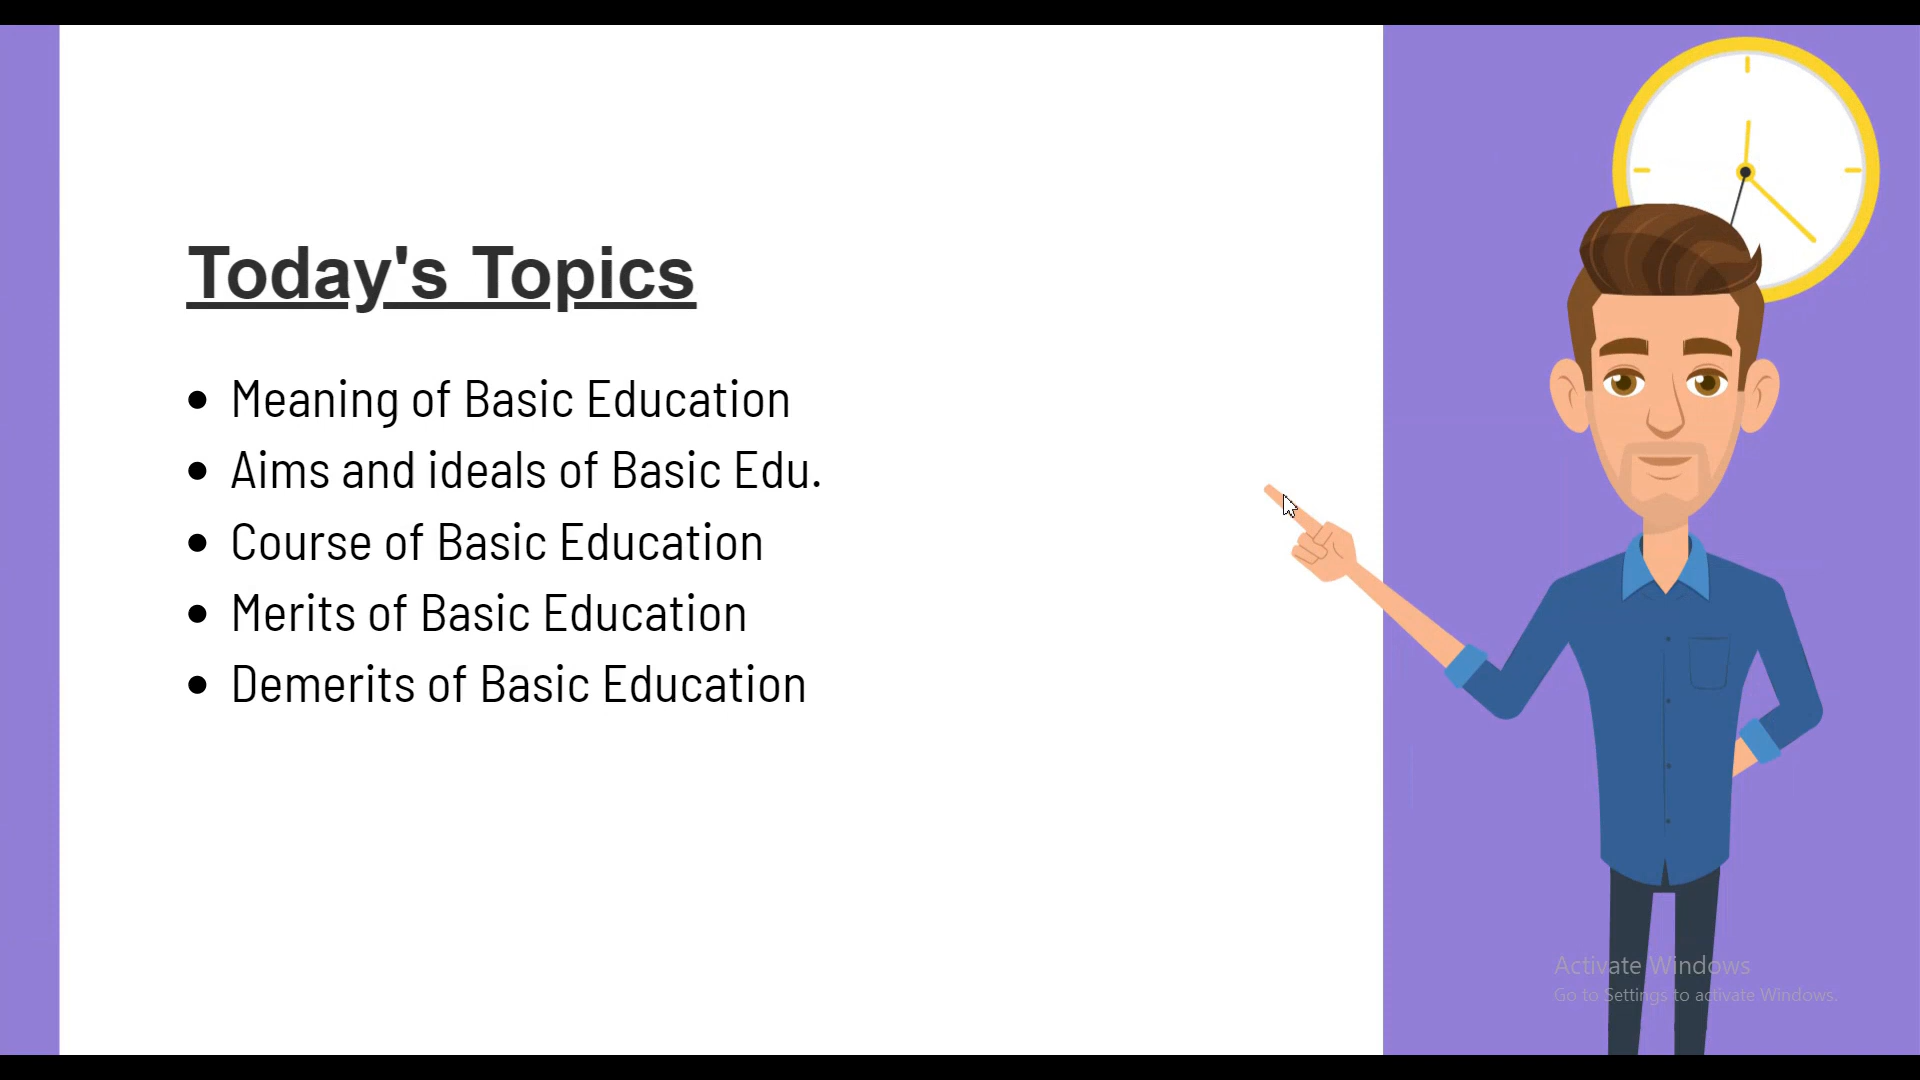 Today's Topics
• Meaning of Basic Education
• Aims and ideals of Basic Edu.
• Course of Basic Education
• Merits of Basic Education
• Demerits of Basic Education
Activate Windows
Go to Settings to activate Windows.